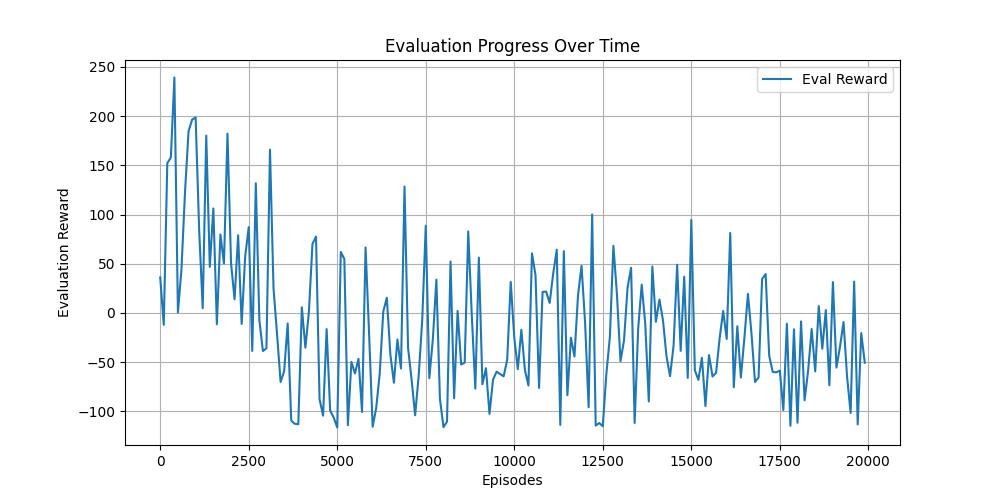 Evaluation Progress Over Time
Eval Reward
Evaluation Reward
250
200
150
100
50
0
−50
−100
0 2500 5000 7500 10000 12500 15000 17500 20000
Episodes